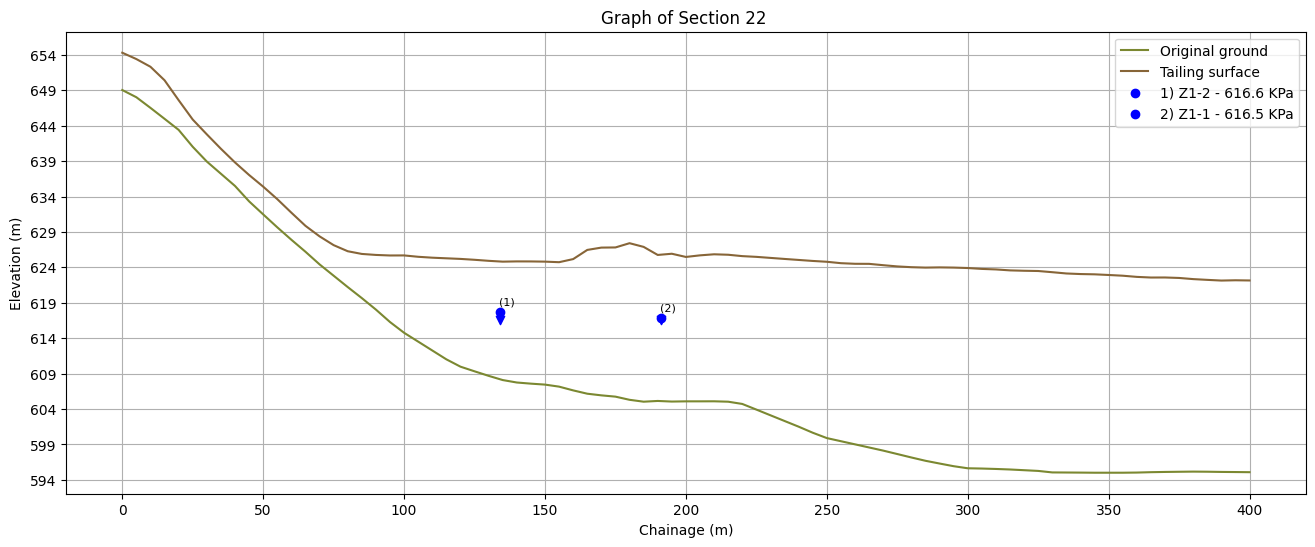 Graph of Section 22
Original ground
Tailing surface
1) Z1-2 - 616.6 KPa
2) Z1-1 - 616.5 KPa
Elevation (m)
654
649
644
639
634
629
624
619
614
609
604
599
594
(1)
(2)
0 50 100 150 200 250 300 350 400
Chainage (m)